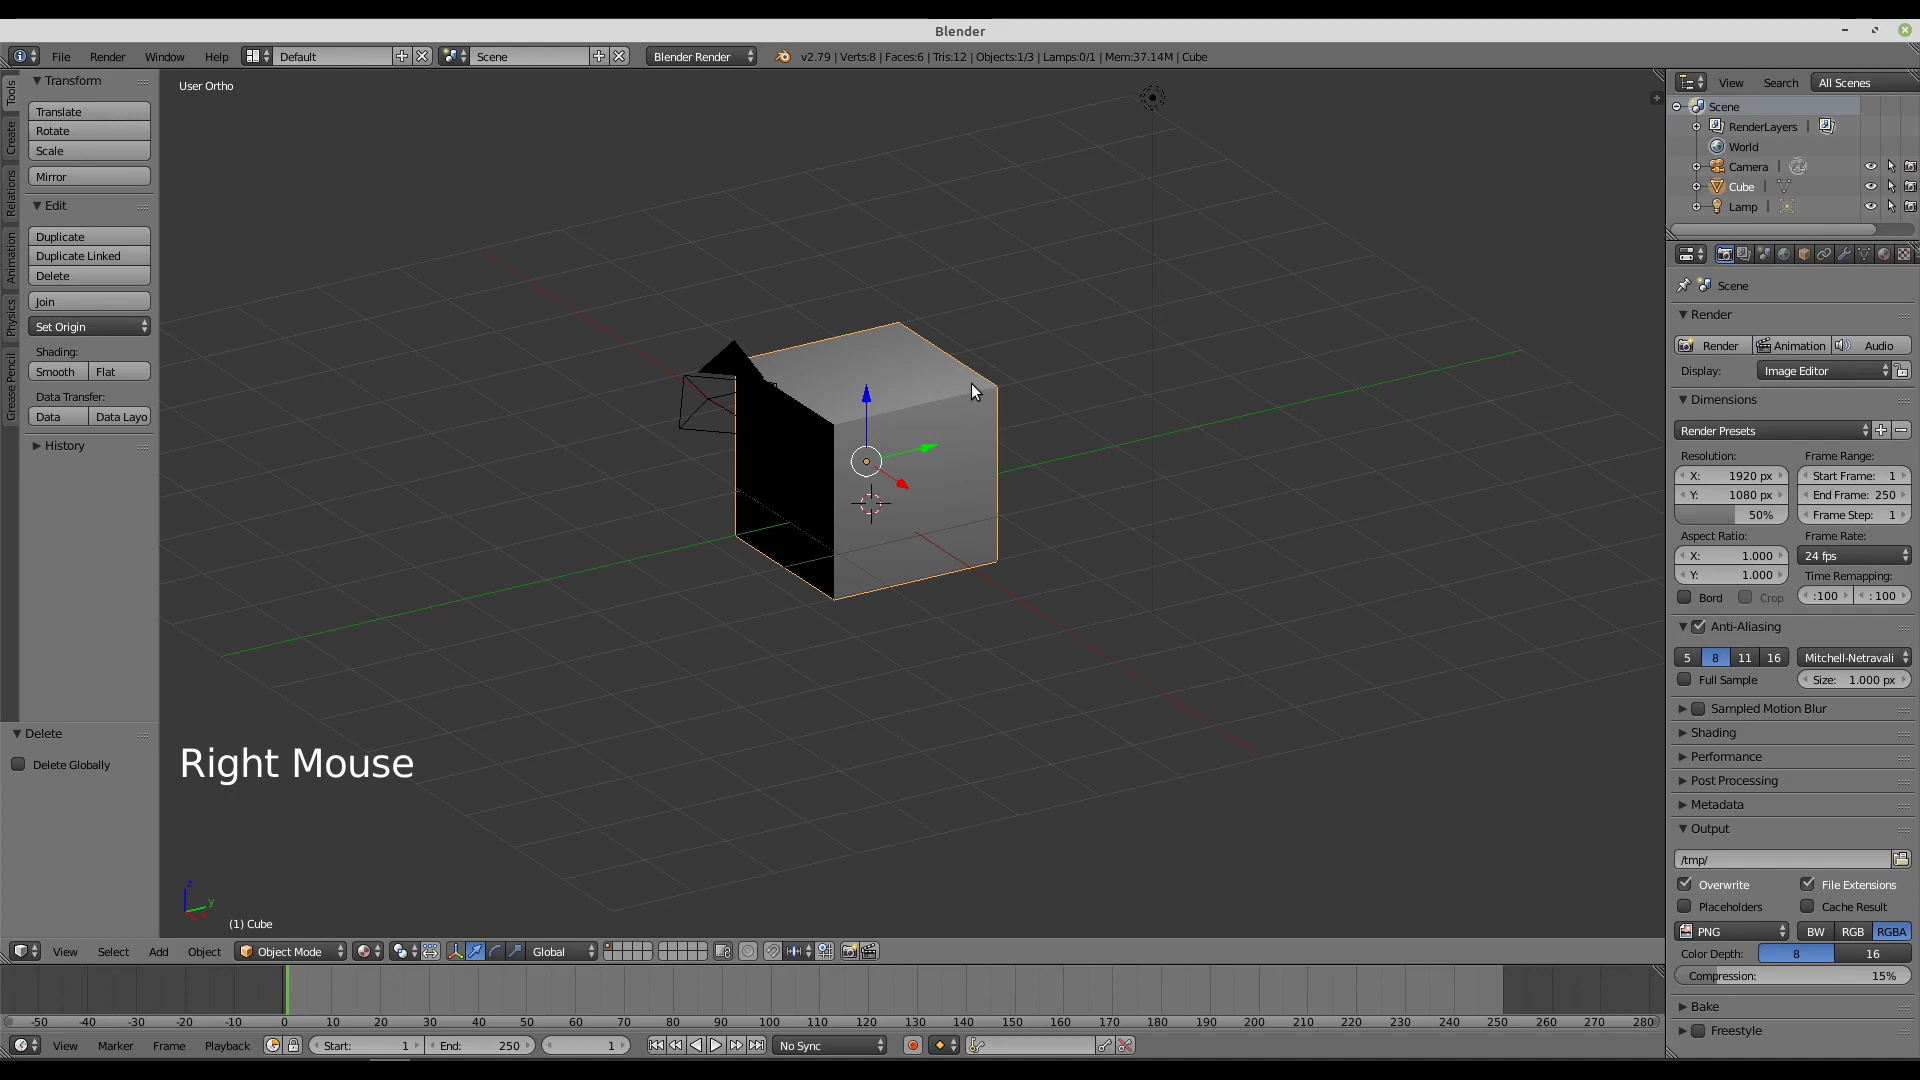 Blender
File Render Window Help Default Scene Blender Render v2.79 | Verts:8 | Faces:6 | Tris:12 | Objects:1/3 | Lamps:0/1 | Mem:37.14M | Cube
Tools
Create
Relations
Animation
Physics
Grease Pencil
Transform
Translate
Rotate
Scale
Mirror
Edit
Duplicate
Duplicate Linked
Delete
Join
Set Origin
Shading:
Smooth Flat
Data Transfer:
Data Data Layo
History
Delete
Delete Globally
User Ortho
Right Mouse
z
y
x
(1) Cube
View Select Add Object Object Mode Global
-50 -40 -30 -20 -10 0 10 20 30 40 50 60 70 80 90 100 110 120 130 140 150 160 170 180 190 200 210 220 230 240 250 260 270 280
View Marker Frame Playback Start: 1 End: 250 1 No Sync
View Search All Scenes
Scene
RenderLayers |
World
Camera |
Cube |
Lamp |
Scene
Render
Render Animation Audio
Display: Image Editor
Dimensions
Render Presets
Resolution: Frame Range:
X: 1920 px Start Frame: 1
Y: 1080 px End Frame: 250
50% Frame Step: 1
Aspect Ratio: Frame Rate:
X: 1.000 24 fps
Y: 1.000 Time Remapping:
Bord Crop :100 : 100
Anti-Aliasing
5 8 11 16 Mitchell-Netravali
Full Sample Size: 1.000 px
Sampled Motion Blur
Shading
Performance
Post Processing
Metadata
Output
/tmp/
Overwrite File Extensions
Placeholders Cache Result
PNG BW RGB RGBA
Color Depth: 8 16
Compression: 15%
Bake
Freestyle